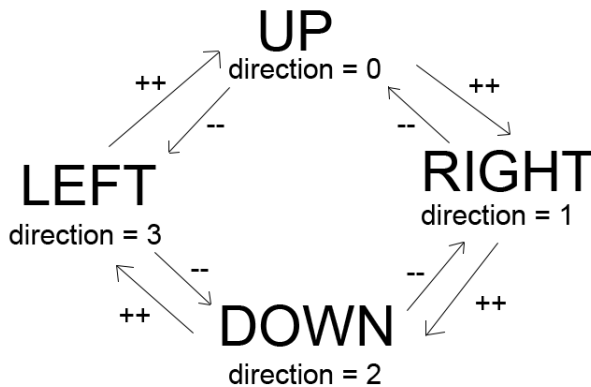 UP
direction = 0
++
++
--
--
LEFT
direction = 3
RIGHT
direction = 1
--
--
++
++
DOWN
direction = 2